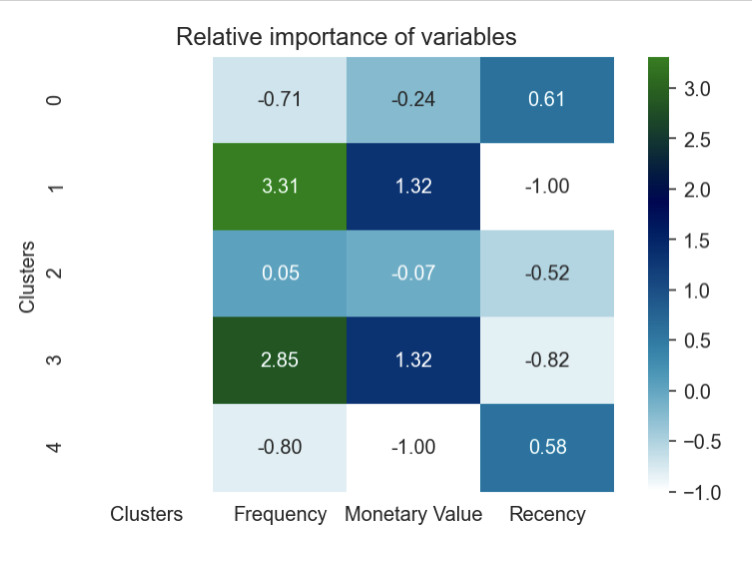 Relative importance of variables
0 -0.71 -0.24 0.61
1 3.31 1.32 -1.00
2 0.05 -0.07 -0.52
3 2.85 1.32 -0.82
4 -0.80 -1.00 0.58
Clusters
Clusters Frequency Monetary Value Recency
3.0
2.5
2.0
1.5
1.0
0.5
0.0
−0.5
−1.0